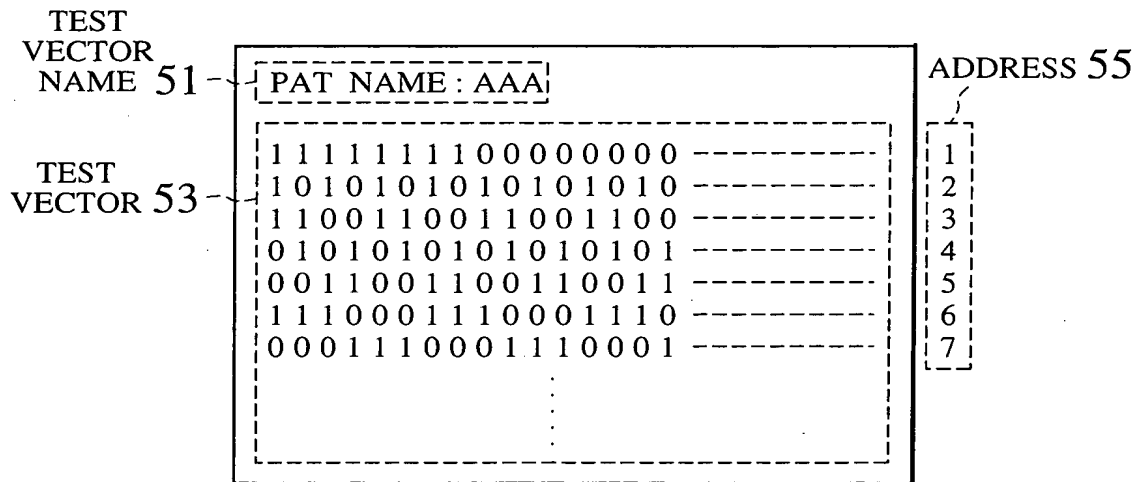 TEST
VECTOR
NAME 51
PAT NAME : AAA
ADDRESS 55
TEST
VECTOR 53
1 1 1 1 1 1 1 1 0 0 0 0 0 0 0 0 1
1 0 1 0 1 0 1 0 1 0 1 0 1 0 1 0 2
1 1 0 0 1 1 0 0 1 1 0 0 1 1 0 0 3
0 1 0 1 0 1 0 1 0 1 0 1 0 1 0 1 4
0 0 1 1 0 0 1 1 0 0 1 1 0 0 1 1 5
1 1 1 0 0 0 1 1 1 0 0 0 1 1 1 0 6
0 0 0 1 1 1 0 0 0 1 1 1 0 0 0 1 7